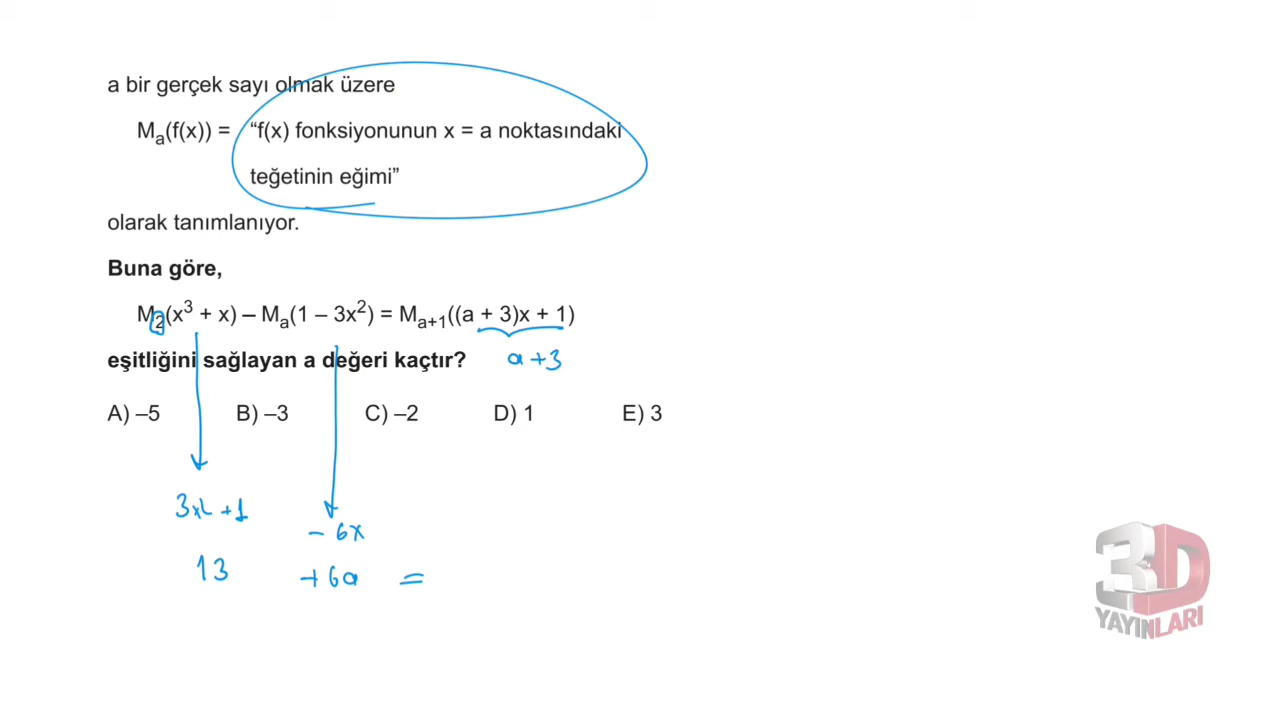 a bir gerçek sayı olmak üzere
Ma(f(x)) = “f(x) fonksiyonunun x = a noktasındaki
teğetinin eğimi”
olarak tanımlanıyor.
Buna göre,
M₂(x³ + x) – Mₐ(1 – 3x²) = Mₐ₊₁((a + 3)x + 1)
eşitliğini sağlayan a değeri kaçtır?
a + 3
A) –5 B) –3 C) –2 D) 1 E) 3
3x² + 1
– 6x
13 + 6a =
3D
YAYINLARI